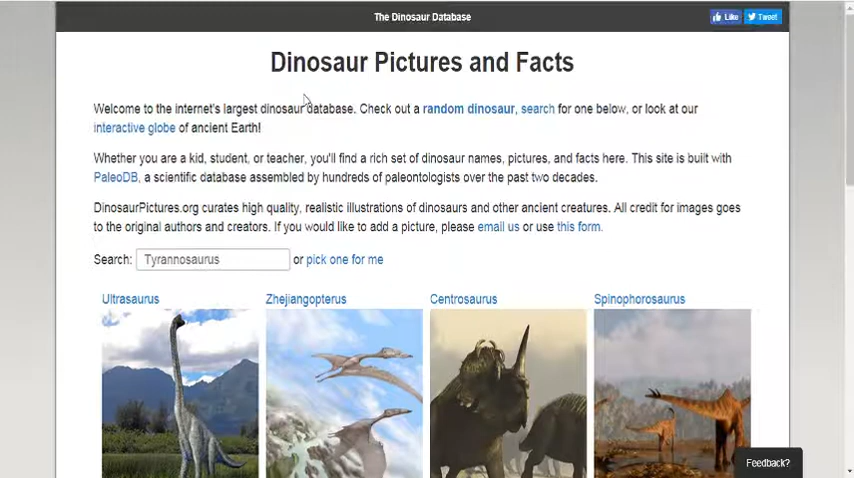 The Dinosaur Database
Like
Tweet
Dinosaur Pictures and Facts
Welcome to the internet's largest dinosaur database. Check out a random dinosaur, search for one below, or look at our
interactive globe of ancient Earth!
Whether you are a kid, student, or teacher, you'll find a rich set of dinosaur names, pictures, and facts here. This site is built with
PaleoDB, a scientific database assembled by hundreds of paleontologists over the past two decades.
DinosaurPictures.org curates high quality, realistic illustrations of dinosaurs and other ancient creatures. All credit for images goes
to the original authors and creators. If you would like to add a picture, please email us or use this form.
Search: Tyrannosaurus or pick one for me
Ultrasaurus
Zhejiangopterus
Centrosaurus
Spinophorosaurus
Feedback?